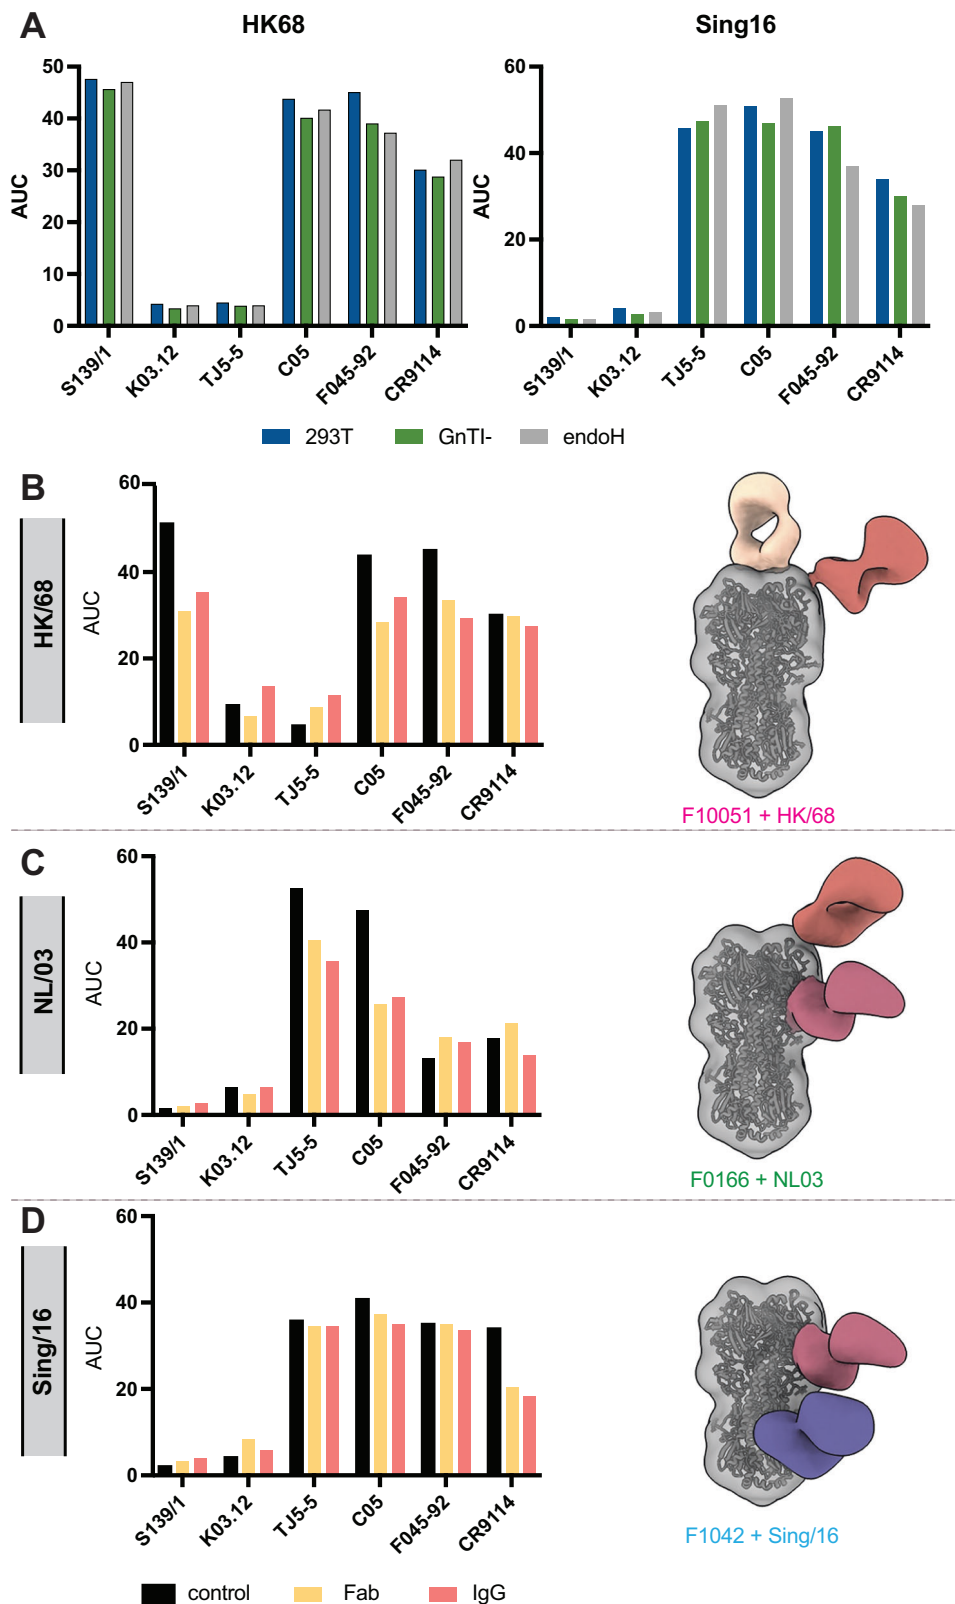 A
HK68
Sing16
AUC
50
40
30
20
10
0
S139/1
K03.12
TJ5-5
C05
F045-92
CR9114
AUC
60
40
20
0
S139/1
K03.12
TJ5-5
C05
F045-92
CR9114
293T
GnTI-
endoH
B
HK/68
AUC
60
40
20
0
S139/1
K03.12
TJ5-5
C05
F045-92
CR9114
F10051 + HK/68
C
NL/03
AUC
60
40
20
0
S139/1
K03.12
TJ5-5
C05
F045-92
CR9114
F0166 + NL03
D
Sing/16
AUC
60
40
20
0
S139/1
K03.12
TJ5-5
C05
F045-92
CR9114
F1042 + Sing/16
control
Fab
IgG